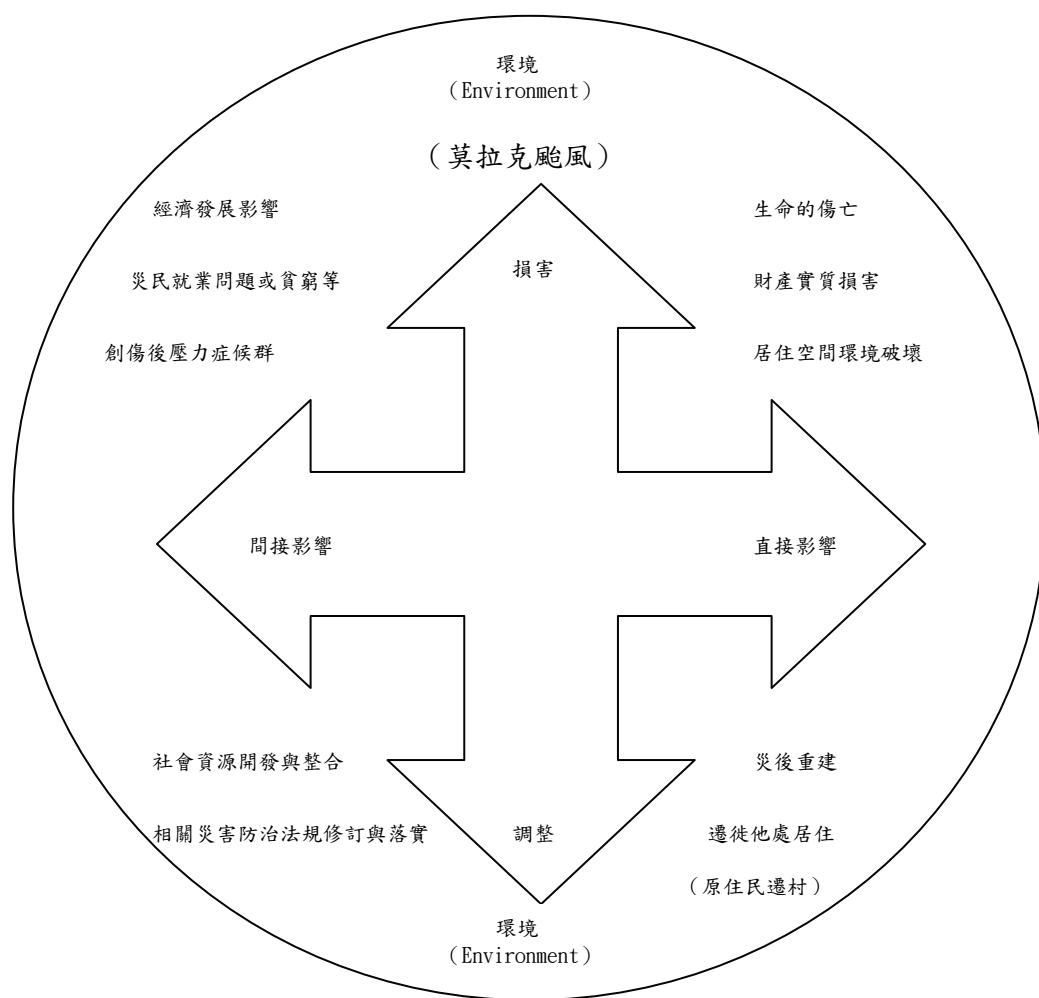 環境
（Environment）
（莫拉克颱風）
經濟發展影響
生命的傷亡
損害
災民就業問題或貧窮等
財產實質損害
創傷後壓力症候群
居住空間環境破壞
間接影響
直接影響
社會資源開發與整合
災後重建
相關災害防治法規修訂與落實
調整
遷徙他處居住
（原住民遷村）
環境
（Environment）